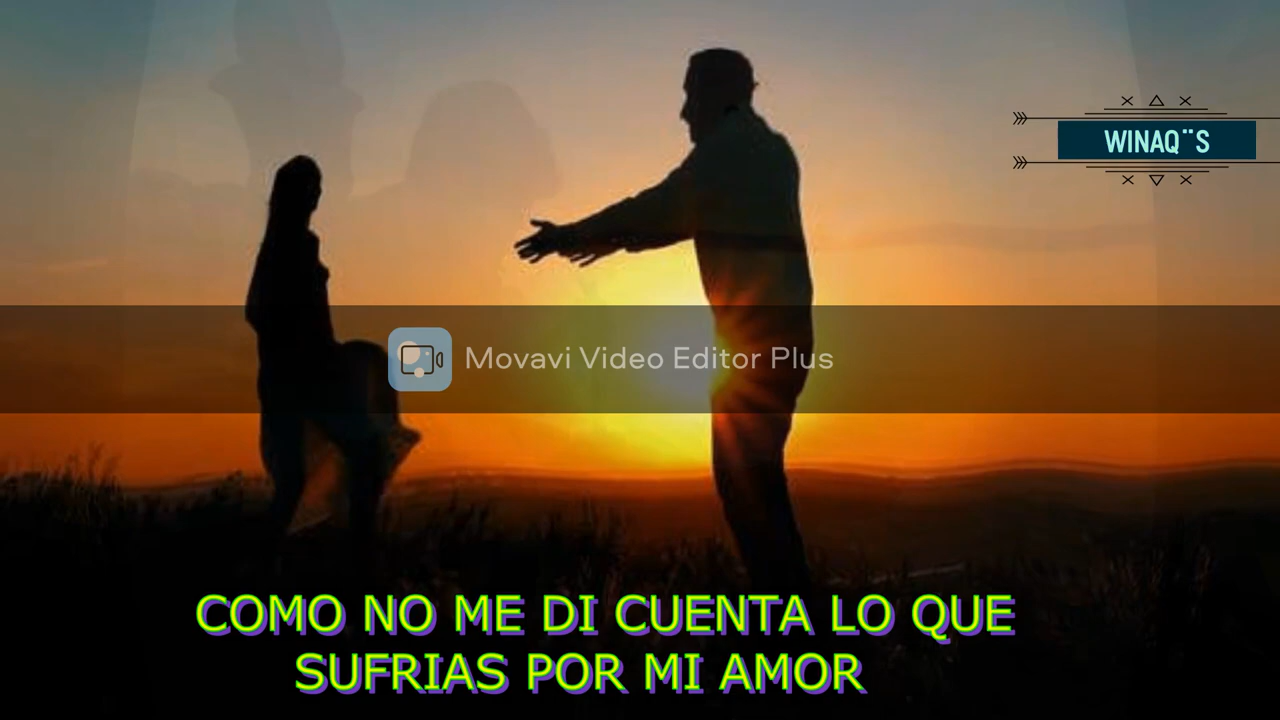 WINAQ¨S
Movavi Video Editor Plus
COMO NO ME DI CUENTA LO QUE
SUFRIAS POR MI AMOR